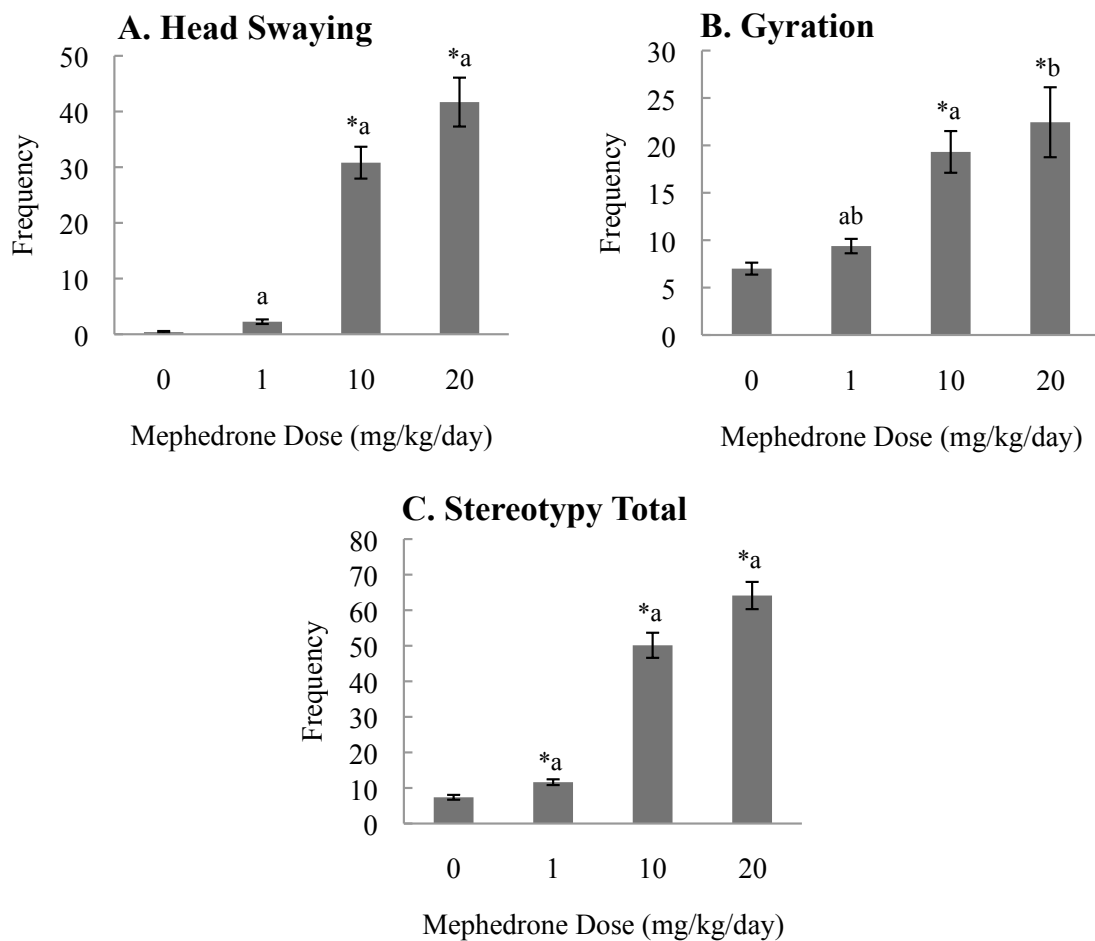 A. Head Swaying
50
40
30
20
10
0
Frequency
a
*a
*a
0 1 10 20
Mephedrone Dose (mg/kg/day)
B. Gyration
30
25
20
15
10
5
0
Frequency
ab
*a
*b
0 1 10 20
Mephedrone Dose (mg/kg/day)
C. Stereotypy Total
80
70
60
50
40
30
20
10
0
Frequency
*a
*a
*a
0 1 10 20
Mephedrone Dose (mg/kg/day)